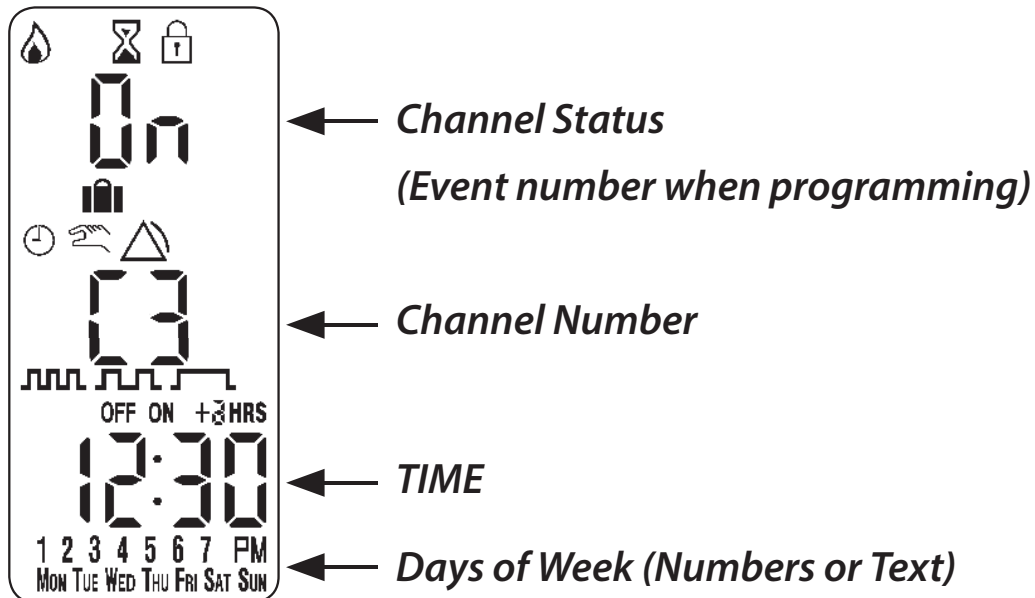 On
Channel Status
(Event number when programming)
C3
Channel Number
OFF ON +3HRS
12:30
TIME
1 2 3 4 5 6 7 PM
MON TUE WED THU FRI SAT SUN
Days of Week (Numbers or Text)